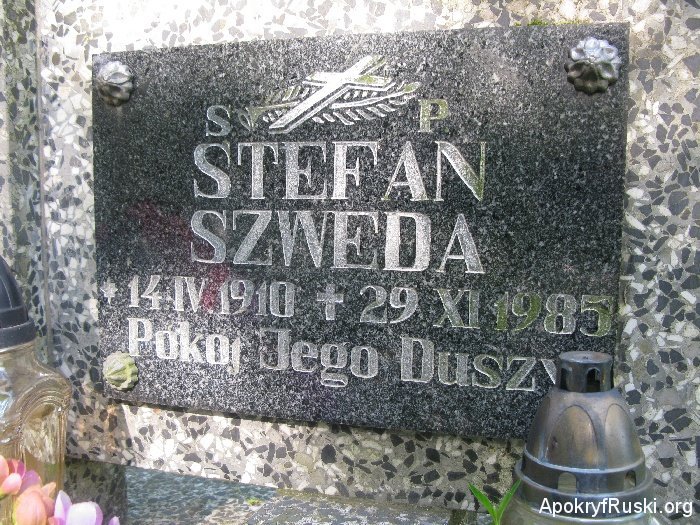 S P
STEFAN
SZWEDA
* 14 IV 1910 + 29 XI 1985
Pokój Jego Duszy
ApokryfRuski.org